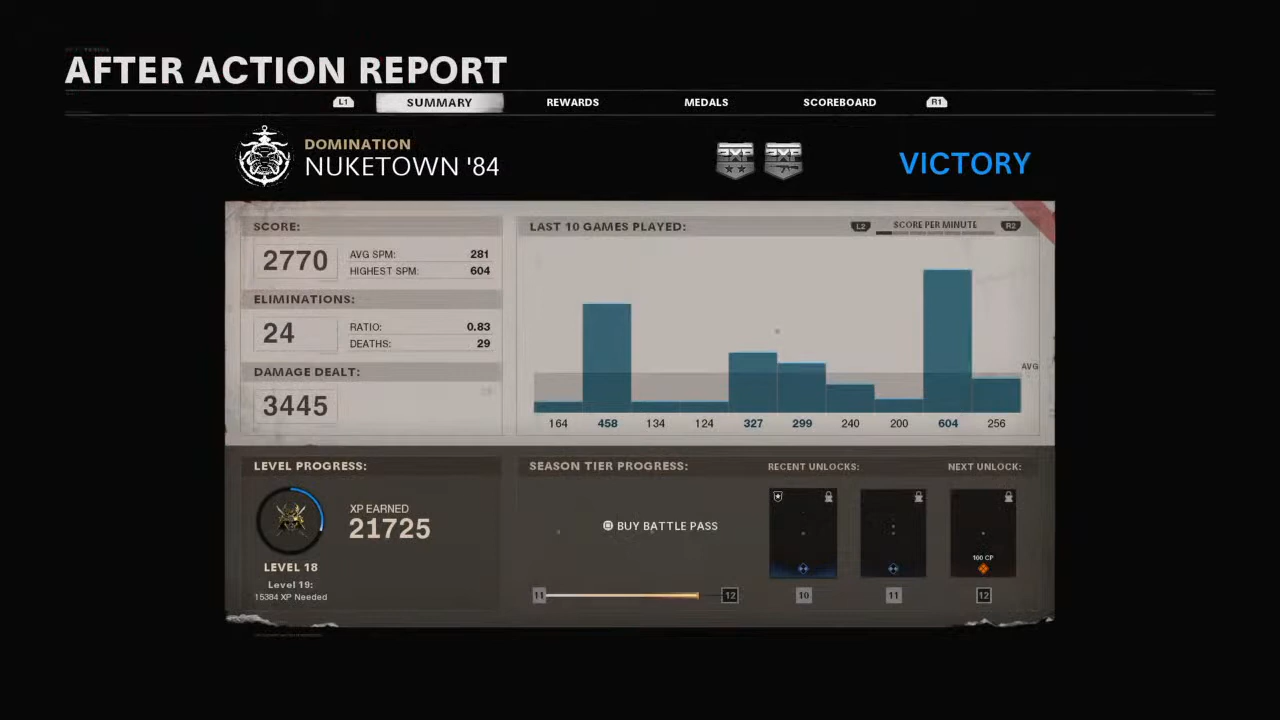 AFTER ACTION REPORT
L1 SUMMARY REWARDS MEDALS SCOREBOARD R1
DOMINATION
NUKETOWN '84
2XP 2XP
VICTORY
SCORE:
2770
AVG SPM: 281
HIGHEST SPM: 604
ELIMINATIONS:
24
RATIO: 0.83
DEATHS: 29
DAMAGE DEALT:
3445
LAST 10 GAMES PLAYED:
L2 SCORE PER MINUTE R2
AVG
164 458 134 124 327 299 240 200 604 256
LEVEL PROGRESS:
XP EARNED
21725
LEVEL 18
Level 19:
15384 XP Needed
SEASON TIER PROGRESS:
BUY BATTLE PASS
11 12
RECENT UNLOCKS:
10 11
NEXT UNLOCK:
100 CP
12